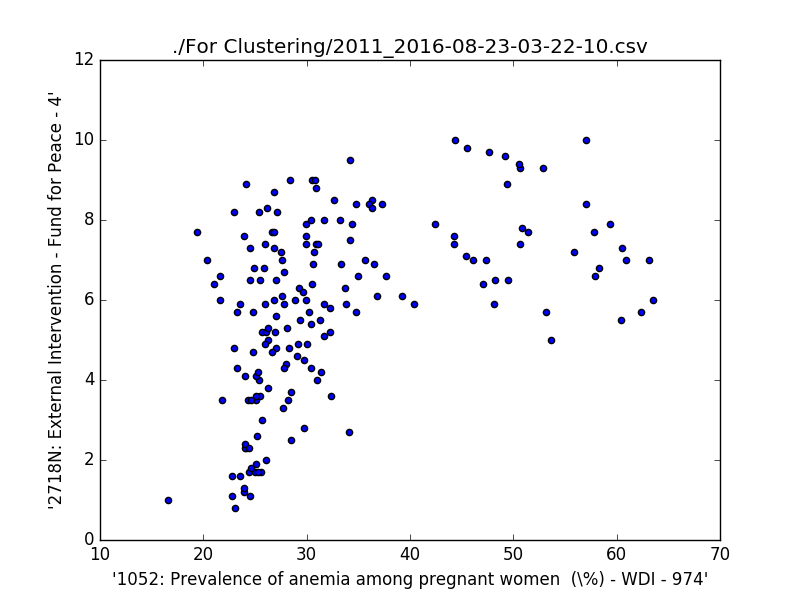 ./For Clustering/2011_2016-08-23-03-22-10.csv
'2718N: External Intervention - Fund for Peace - 4'
12
10
8
6
4
2
0
10 20 30 40 50 60 70
'1052: Prevalence of anemia among pregnant women  (\%) - WDI - 974'